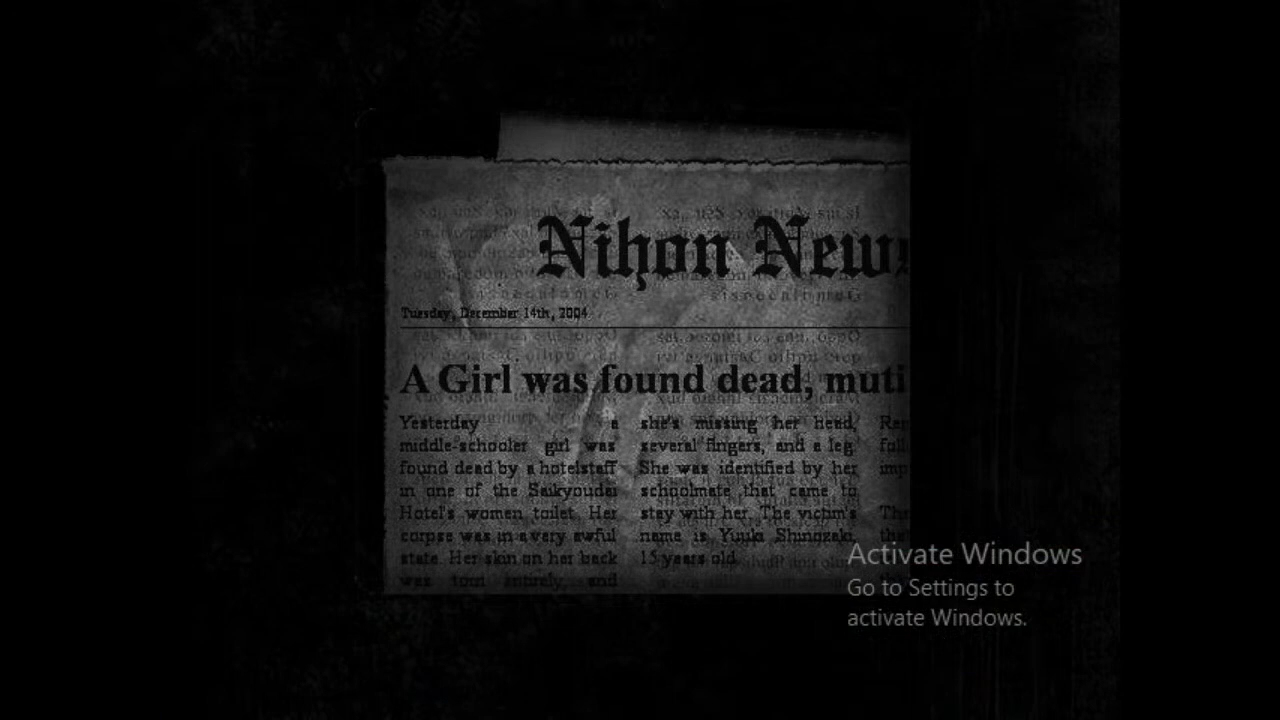 Nihon News
Tuesday, December 14th, 2004
A Girl was found dead, muti
Yesterday a
middle-schooler girl was
found dead by a hotelstaff
in one of the Saikyoudai
Hotel's women toilet. Her
corpse was in a very awful
state. Her skin on her back
was torn entirely, and
she's missing her head,
several fingers, and a leg.
She was identified by her
schoolmate that came to
stay with her. The victim's
name is Yuuki Shinozaki,
15 years old.
Activate Windows
Go to Settings to
activate Windows.